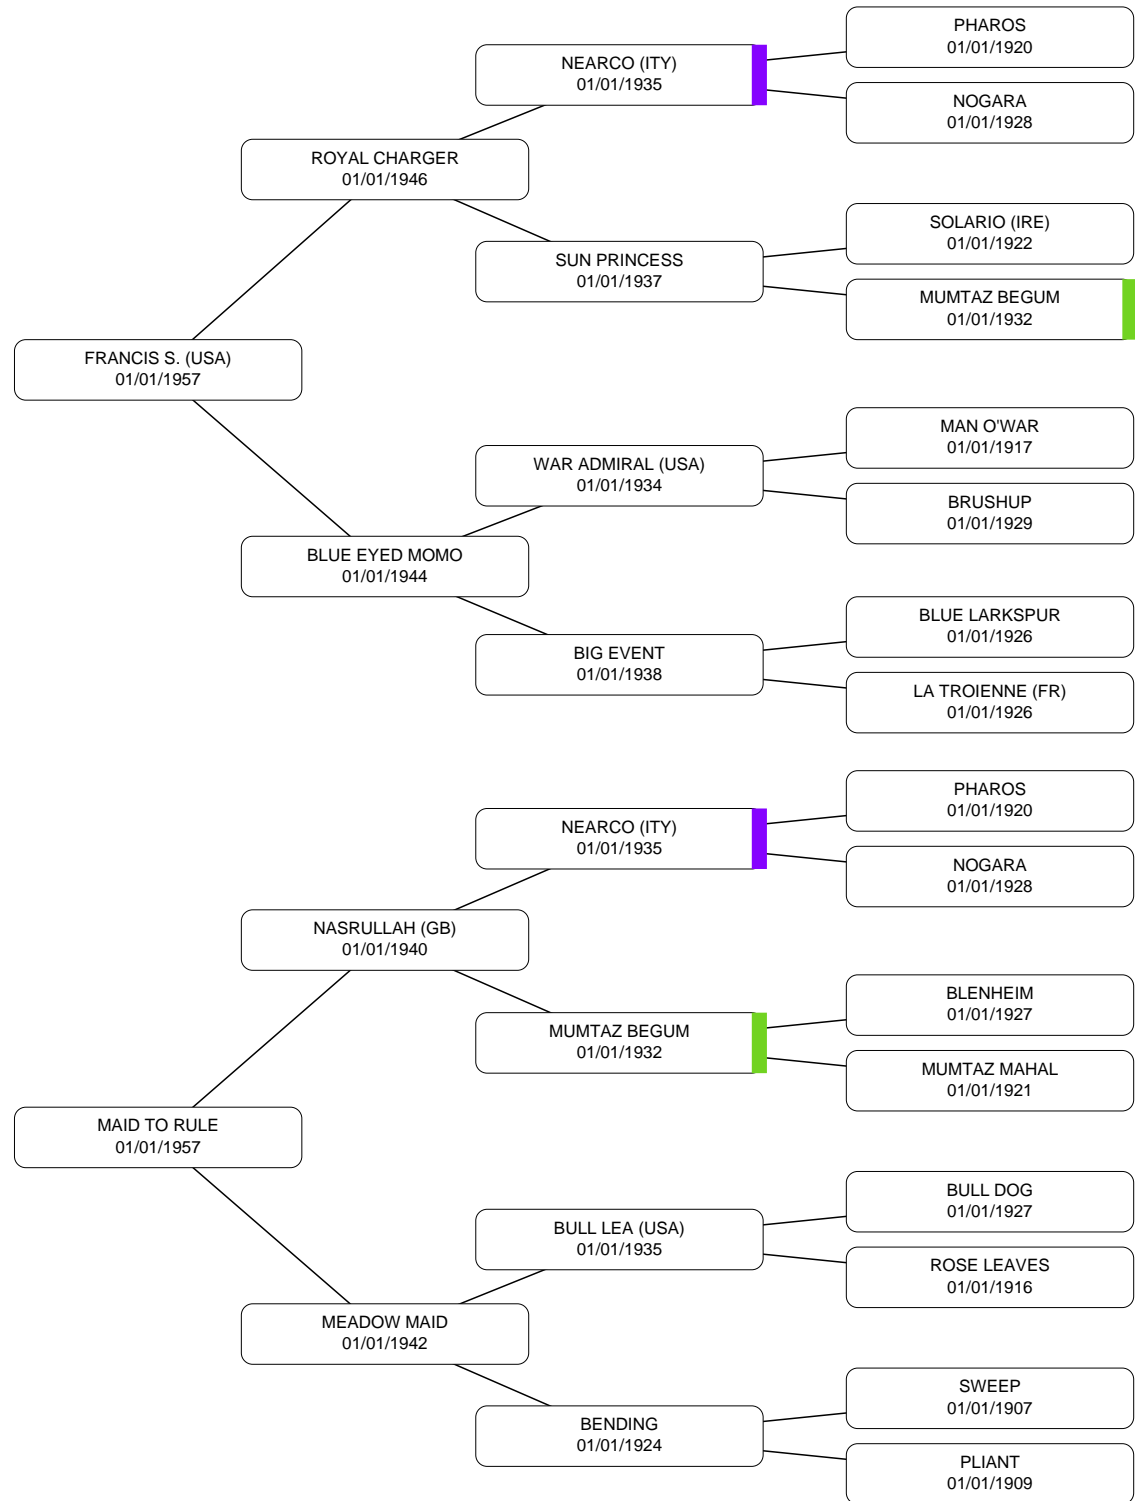 PHAROS
01/01/1920
NEARCO (ITY)
01/01/1935
NOGARA
01/01/1928
ROYAL CHARGER
01/01/1946
SOLARIO (IRE)
01/01/1922
SUN PRINCESS
01/01/1937
MUMTAZ BEGUM
01/01/1932
FRANCIS S. (USA)
01/01/1957
MAN O'WAR
01/01/1917
WAR ADMIRAL (USA)
01/01/1934
BRUSHUP
01/01/1929
BLUE EYED MOMO
01/01/1944
BLUE LARKSPUR
01/01/1926
BIG EVENT
01/01/1938
LA TROIENNE (FR)
01/01/1926
PHAROS
01/01/1920
NEARCO (ITY)
01/01/1935
NOGARA
01/01/1928
NASRULLAH (GB)
01/01/1940
BLENHEIM
01/01/1927
MUMTAZ BEGUM
01/01/1932
MUMTAZ MAHAL
01/01/1921
MAID TO RULE
01/01/1957
BULL DOG
01/01/1927
BULL LEA (USA)
01/01/1935
ROSE LEAVES
01/01/1916
MEADOW MAID
01/01/1942
SWEEP
01/01/1907
BENDING
01/01/1924
PLIANT
01/01/1909